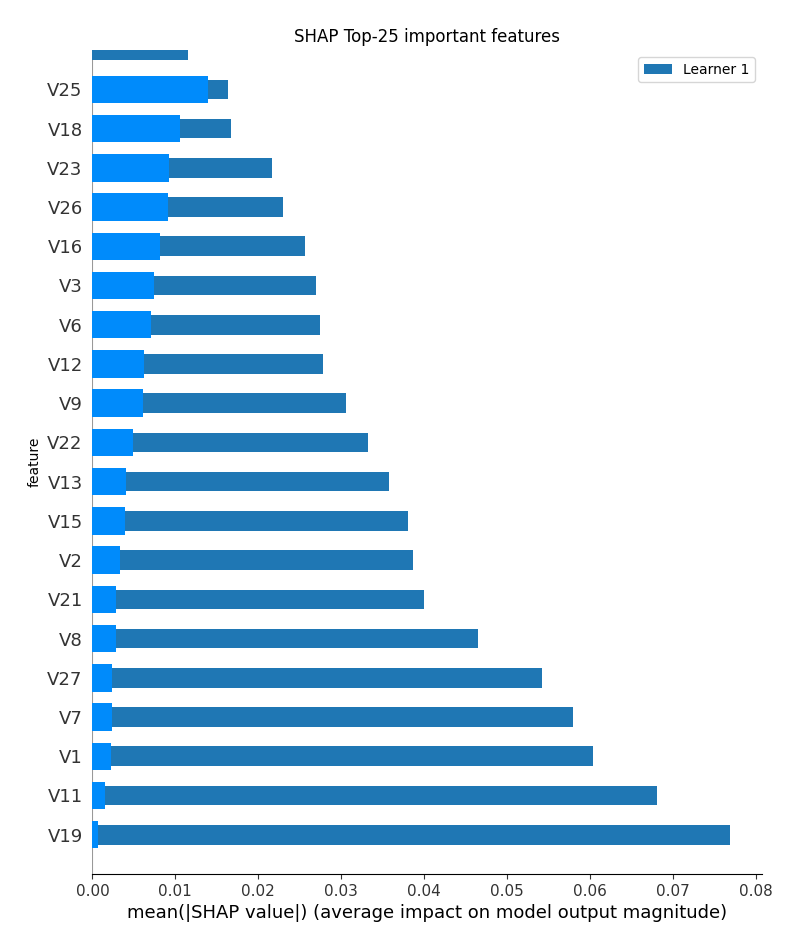 SHAP Top-25 important features
Learner 1
V25
V18
V23
V26
V16
V3
V6
V12
V9
V22
V13
V15
V2
V21
V8
V27
V7
V1
V11
V19
feature
0.00 0.01 0.02 0.03 0.04 0.05 0.06 0.07 0.08
mean(|SHAP value|) (average impact on model output magnitude)